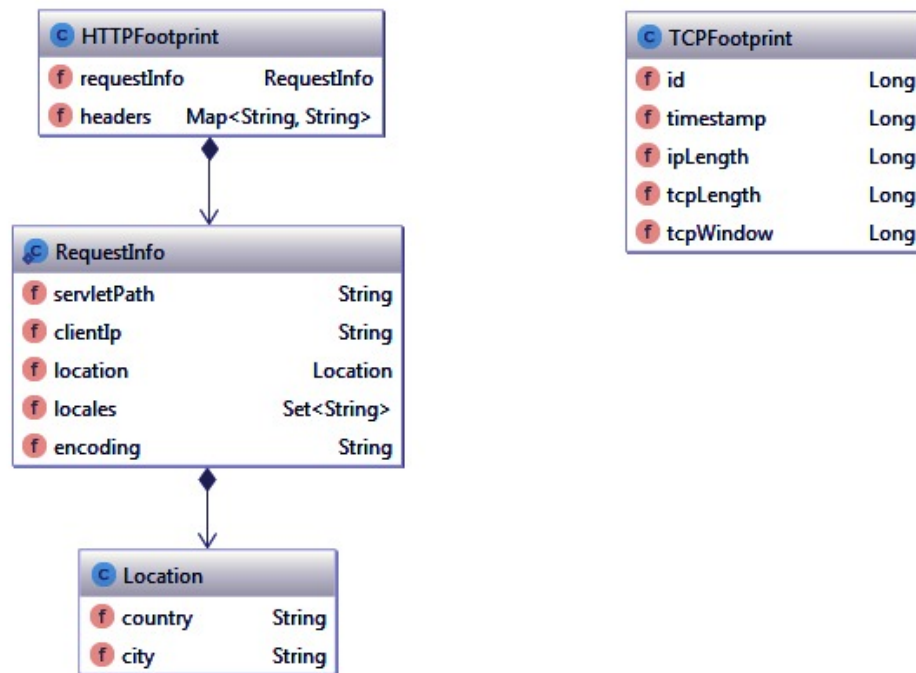 C HTTPFootprint
f requestInfo RequestInfo
f headers Map<String, String>
C RequestInfo
f servletPath String
f clientIp String
f location Location
f locales Set<String>
f encoding String
C Location
f country String
f city String
C TCPFootprint
f id Long
f timestamp Long
f ipLength Long
f tcpLength Long
f tcpWindow Long